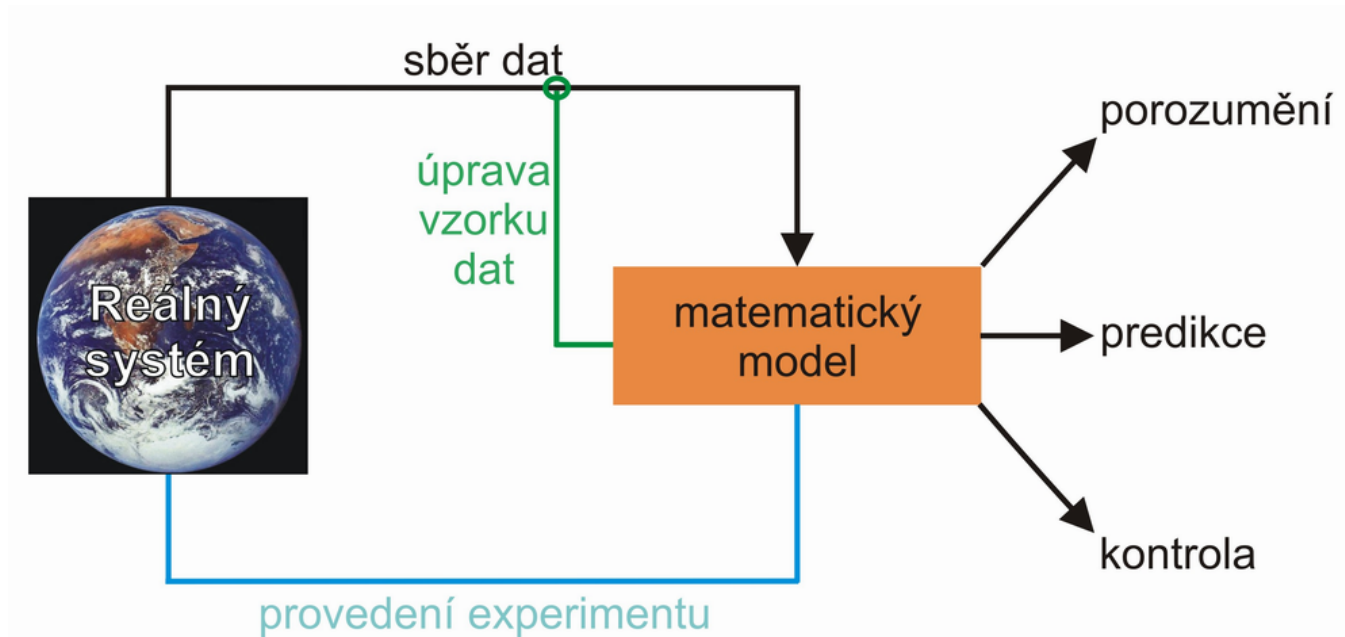 sběr dat
porozumění
úprava
vzorku
dat
Reálný
systém
matematický
model
predikce
kontrola
provedení experimentu